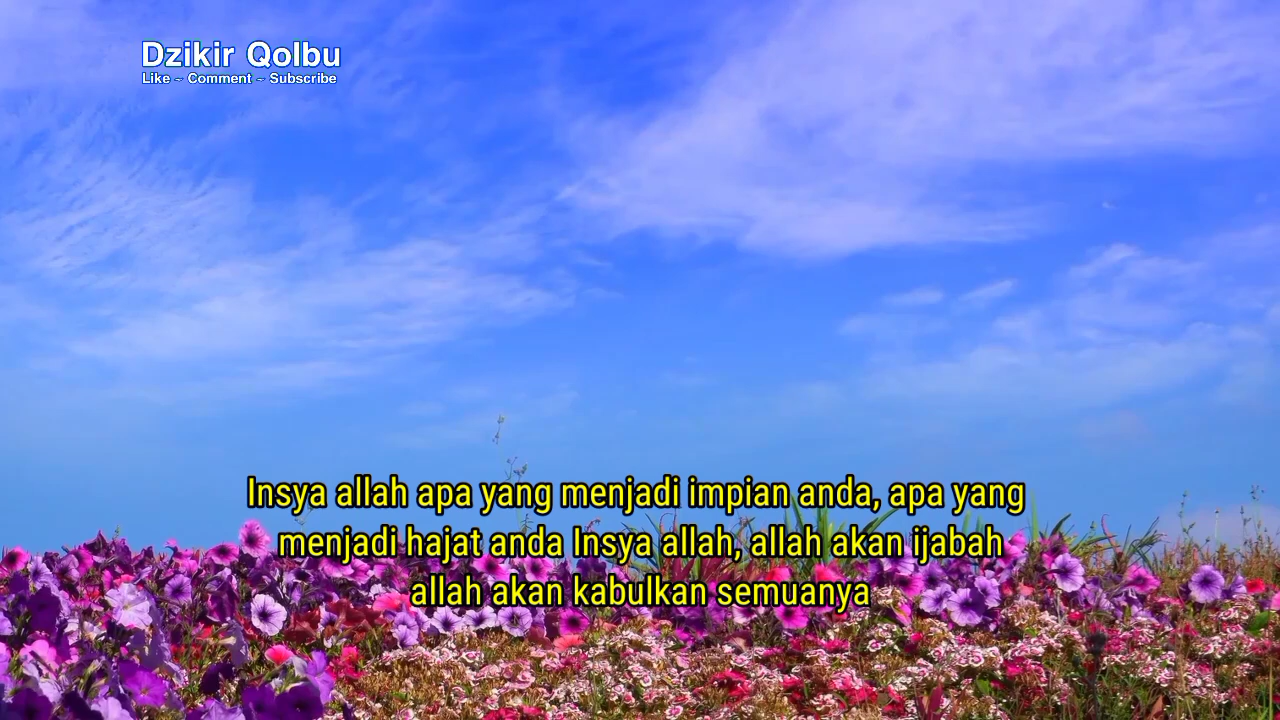 Dzikir Qolbu
Like ~ Comment ~ Subscribe
Insya allah apa yang menjadi impian anda, apa yang
menjadi hajat anda Insya allah, allah akan ijabah
allah akan kabulkan semuanya